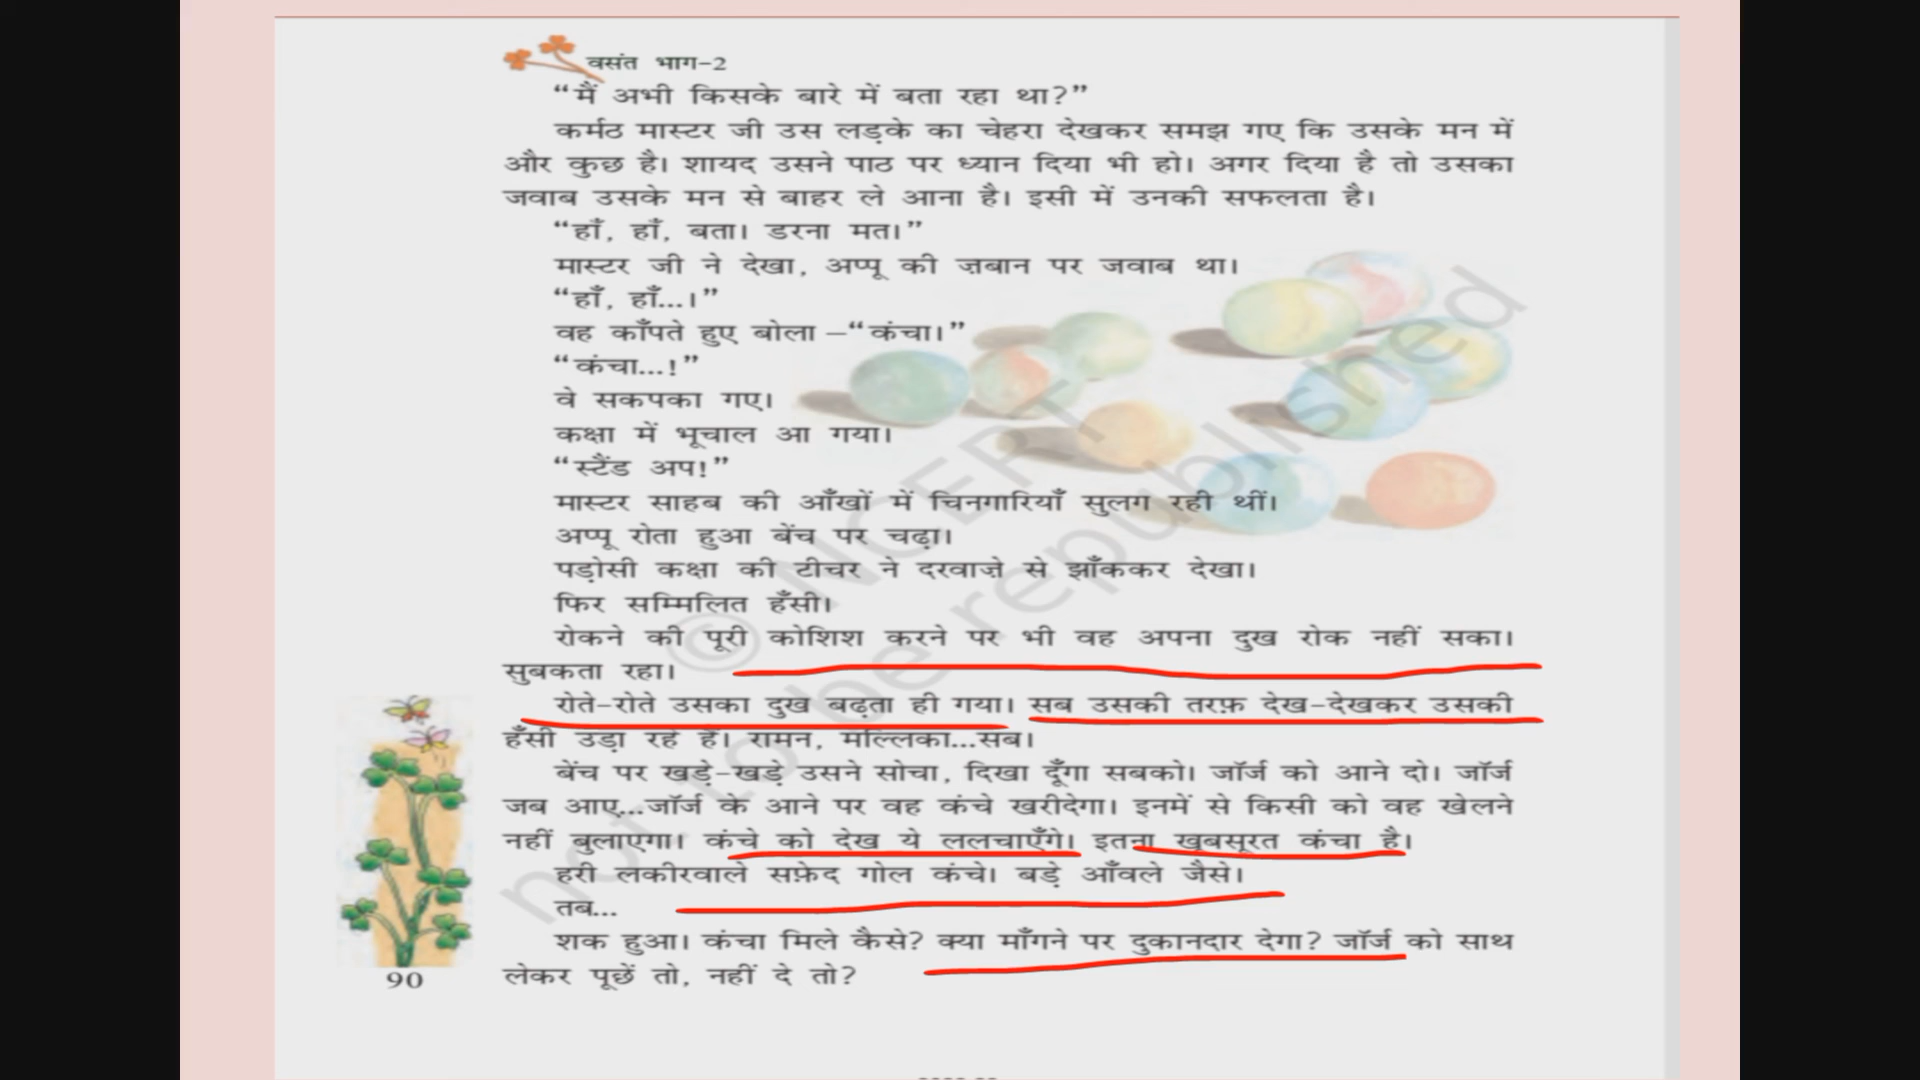 वसंत भाग-2
“मैं अभी किसके बारे में बता रहा था?”
कर्मठ मास्टर जी उस लड़के का चेहरा देखकर समझ गए कि उसके मन में
और कुछ है। शायद उसने पाठ पर ध्यान दिया भी हो। अगर दिया है तो उसका
जवाब उसके मन से बाहर ले आना है। इसी में उनकी सफलता है।
“हाँ, हाँ, बता। डरना मत।”
मास्टर जी ने देखा, अप्पू की ज़बान पर जवाब था।
“हाँ, हाँ...।”
वह काँपते हुए बोला –“कंचा।”
“कंचा...!”
वे सकपका गए।
कक्षा में भूचाल आ गया।
“स्टैंड अप!”
मास्टर साहब की आँखों में चिनगारियाँ सुलग रही थीं।
अप्पू रोता हुआ बेंच पर चढ़ा।
पड़ोसी कक्षा की टीचर ने दरवाज़े से झाँककर देखा।
फिर सम्मिलित हँसी।
रोकने की पूरी कोशिश करने पर भी वह अपना दुख रोक नहीं सका।
सुबकता रहा।
रोते-रोते उसका दुख बढ़ता ही गया। सब उसकी तरफ़ देख-देखकर उसकी
हँसी उड़ा रहे हैं। रामन, मल्लिका...सब।
बेंच पर खड़े-खड़े उसने सोचा, दिखा दूँगा सबको। जॉर्ज को आने दो। जॉर्ज
जब आए...जॉर्ज के आने पर वह कंचे खरीदेगा। इनमें से किसी को वह खेलने
नहीं बुलाएगा। कंचे को देख ये ललचाएँगे। इतना खूबसूरत कंचा है।
हरी लकीरवाले सफ़ेद गोल कंचे। बड़े आँवले जैसे।
तब...
शक हुआ। कंचा मिले कैसे? क्या माँगने पर दुकानदार देगा? जॉर्ज को साथ
लेकर पूछें तो, नहीं दे तो?
90
© NCERT
not to be republished